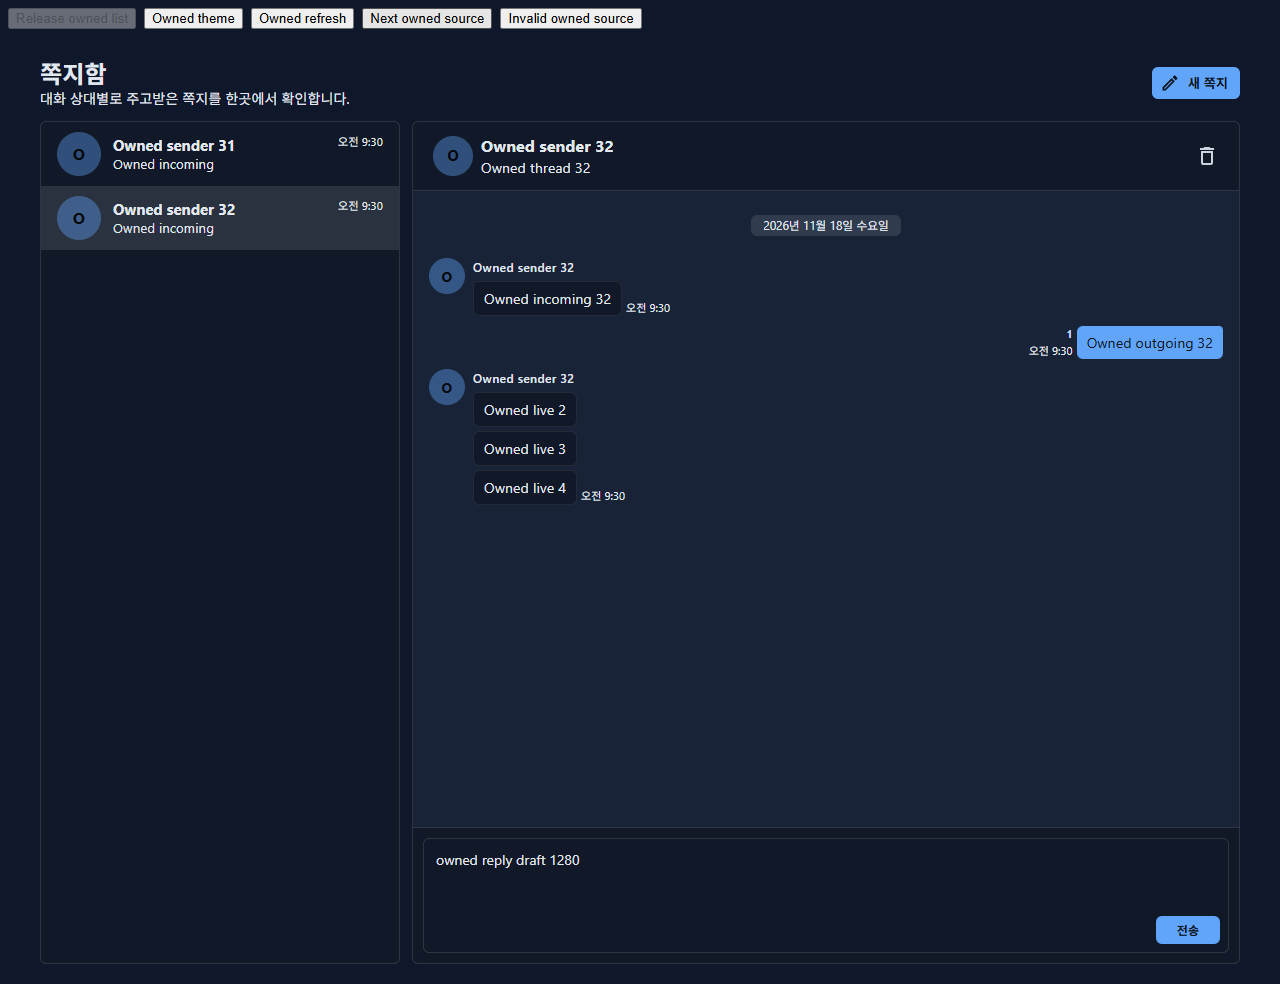 Release owned list
Owned theme
Owned refresh
Next owned source
Invalid owned source
쪽지함
대화 상대별로 주고받은 쪽지를 한곳에서 확인합니다.
새 쪽지
O
Owned sender 31
오전 9:30
Owned incoming
O
Owned sender 32
오전 9:30
Owned incoming
O
Owned sender 32
Owned thread 32
2026년 11월 18일 수요일
O
Owned sender 32
Owned incoming 32
오전 9:30
1
오전 9:30
Owned outgoing 32
O
Owned sender 32
Owned live 2
Owned live 3
Owned live 4
오전 9:30
owned reply draft 1280
전송